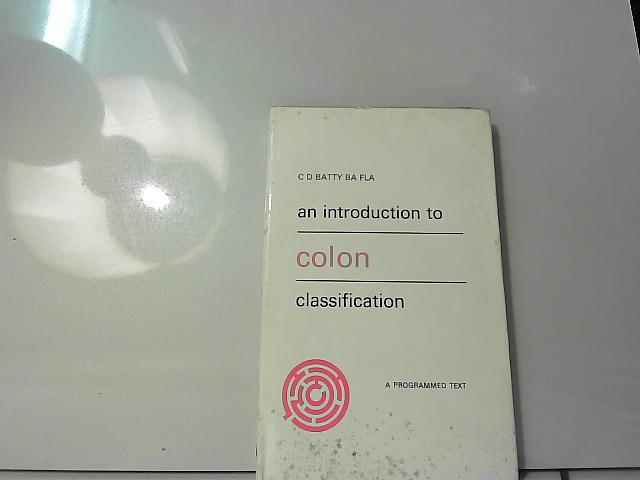 C D BATTY BA FLA
an introduction to
colon
classification
A PROGRAMMED TEXT